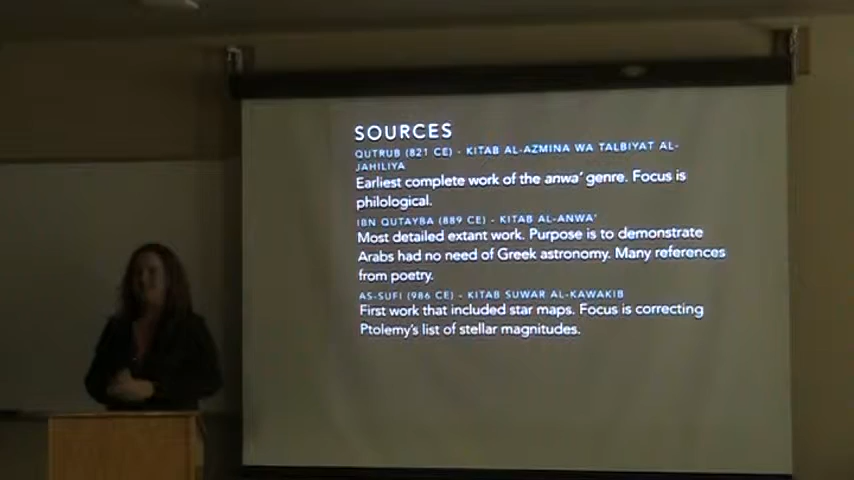 SOURCES
QUTRUB (821 CE) - KITAB AL-AZMINA WA TALBIYAT AL-
JAHILIYA
Earliest complete work of the anwa' genre. Focus is
philological.
IBN QUTAYBA (889 CE) - KITAB AL-ANWA'
Most detailed extant work. Purpose is to demonstrate
Arabs had no need of Greek astronomy. Many references
from poetry.
AS-SUFI (986 CE) - KITAB SUWAR AL-KAWAKIB
First work that included star maps. Focus is correcting
Ptolemy's list of stellar magnitudes.